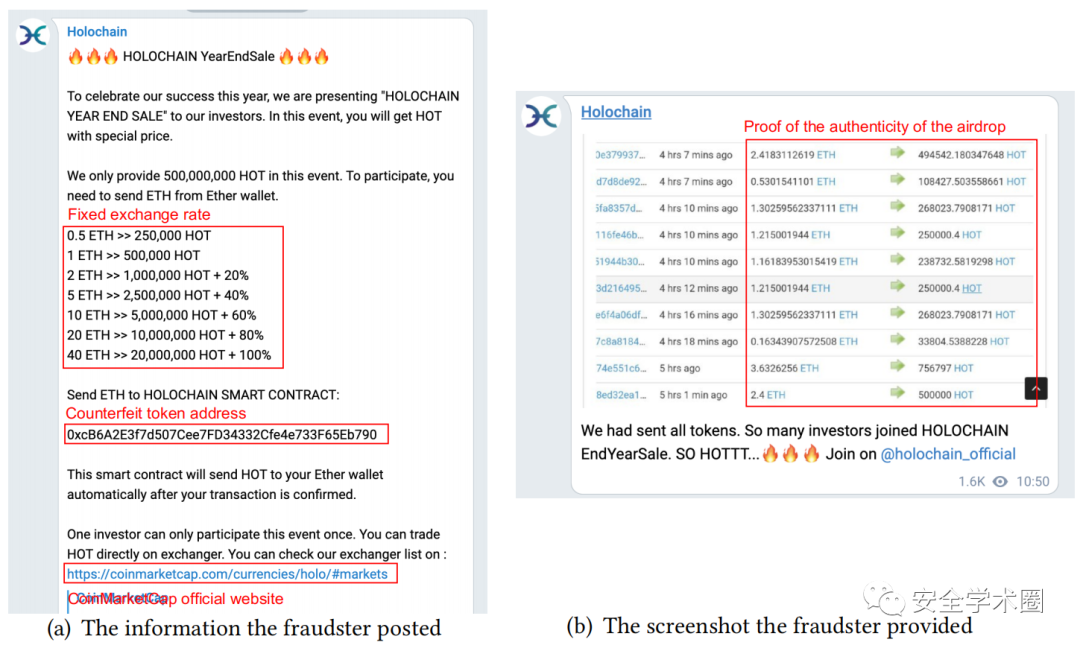 Holochain
🔥🔥🔥 HOLOCHAIN YearEndSale 🔥🔥🔥
To celebrate our success this year, we are presenting "HOLOCHAIN
YEAR END SALE" to our investors. In this event, you will get HOT
with special price.
We only provide 500,000,000 HOT in this event. To participate, you
need to send ETH from Ether wallet.
Fixed exchange rate
0.5 ETH >> 250,000 HOT
1 ETH >> 500,000 HOT
2 ETH >> 1,000,000 HOT + 20%
5 ETH >> 2,500,000 HOT + 40%
10 ETH >> 5,000,000 HOT + 60%
20 ETH >> 10,000,000 HOT + 80%
40 ETH >> 20,000,000 HOT + 100%
Send ETH to HOLOCHAIN SMART CONTRACT:
Counterfeit token address
0xcB6A2E3f7d507Cee7FD34332Cfe4e733F65Eb790
This smart contract will send HOT to your Ether wallet
automatically after your transaction is confirmed.
One investor can only participate this event once. You can trade
HOT directly on exchanger. You can check our exchanger list on :
https://coinmarketcap.com/currencies/holo/#markets
CoinMarketCap
CoinMarketCap official website
(a) The information the fraudster posted
Holochain
Proof of the authenticity of the airdrop
0e379937... 4 hrs 7 mins ago 2.4183112619 ETH 494542.180347648 HOT
d7d8de92... 4 hrs 7 mins ago 0.5301541101 ETH 108427.503558661 HOT
5fa8357d... 4 hrs 10 mins ago 1.30259562337111 ETH 268023.7908171 HOT
116fe46b... 4 hrs 10 mins ago 1.215001944 ETH 250000.4 HOT
51944b30... 4 hrs 10 mins ago 1.16183953015419 ETH 238732.5819298 HOT
3d216495... 4 hrs 12 mins ago 1.215001944 ETH 250000.4 HOT
e6f4a06df... 4 hrs 16 mins ago 1.30259562337111 ETH 268023.7908171 HOT
7c8a8184... 4 hrs 18 mins ago 0.16343907572508 ETH 33804.5388228 HOT
74e551c6... 5 hrs ago 3.6326256 ETH 756797 HOT
8ed32ea1... 5 hrs 1 min ago 2.4 ETH 500000 HOT
We had sent all tokens. So many investors joined HOLOCHAIN
EndYearSale. SO HOTTT...🔥🔥🔥 Join on @holochain_official
1.6K 10:50
(b) The screenshot the fraudster provided
安全学术圈